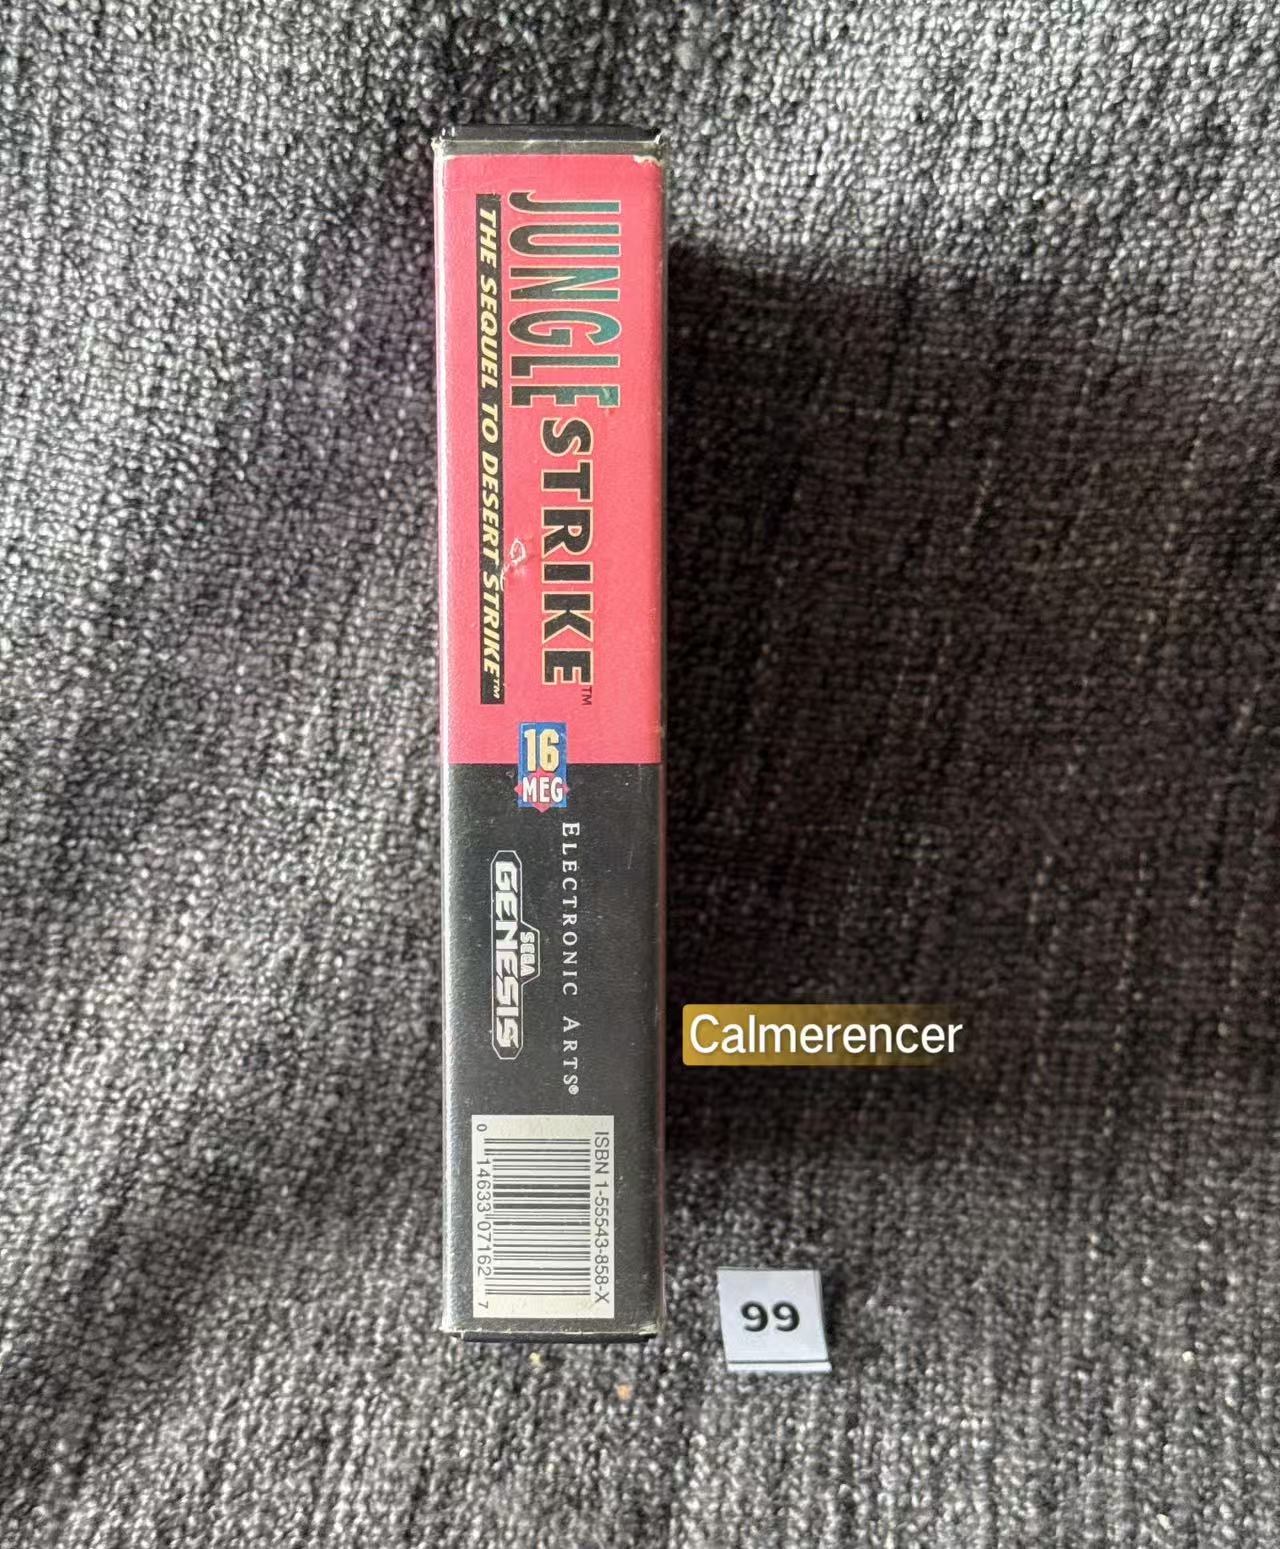 JUNGLE STRIKE™
THE SEQUEL TO DESERT STRIKE™
16
MEG
ELECTRONIC ARTS®
SEGA
GENESIS
ISBN 1-55543-858-X
0 14633 07162 7
Calmerencer
99